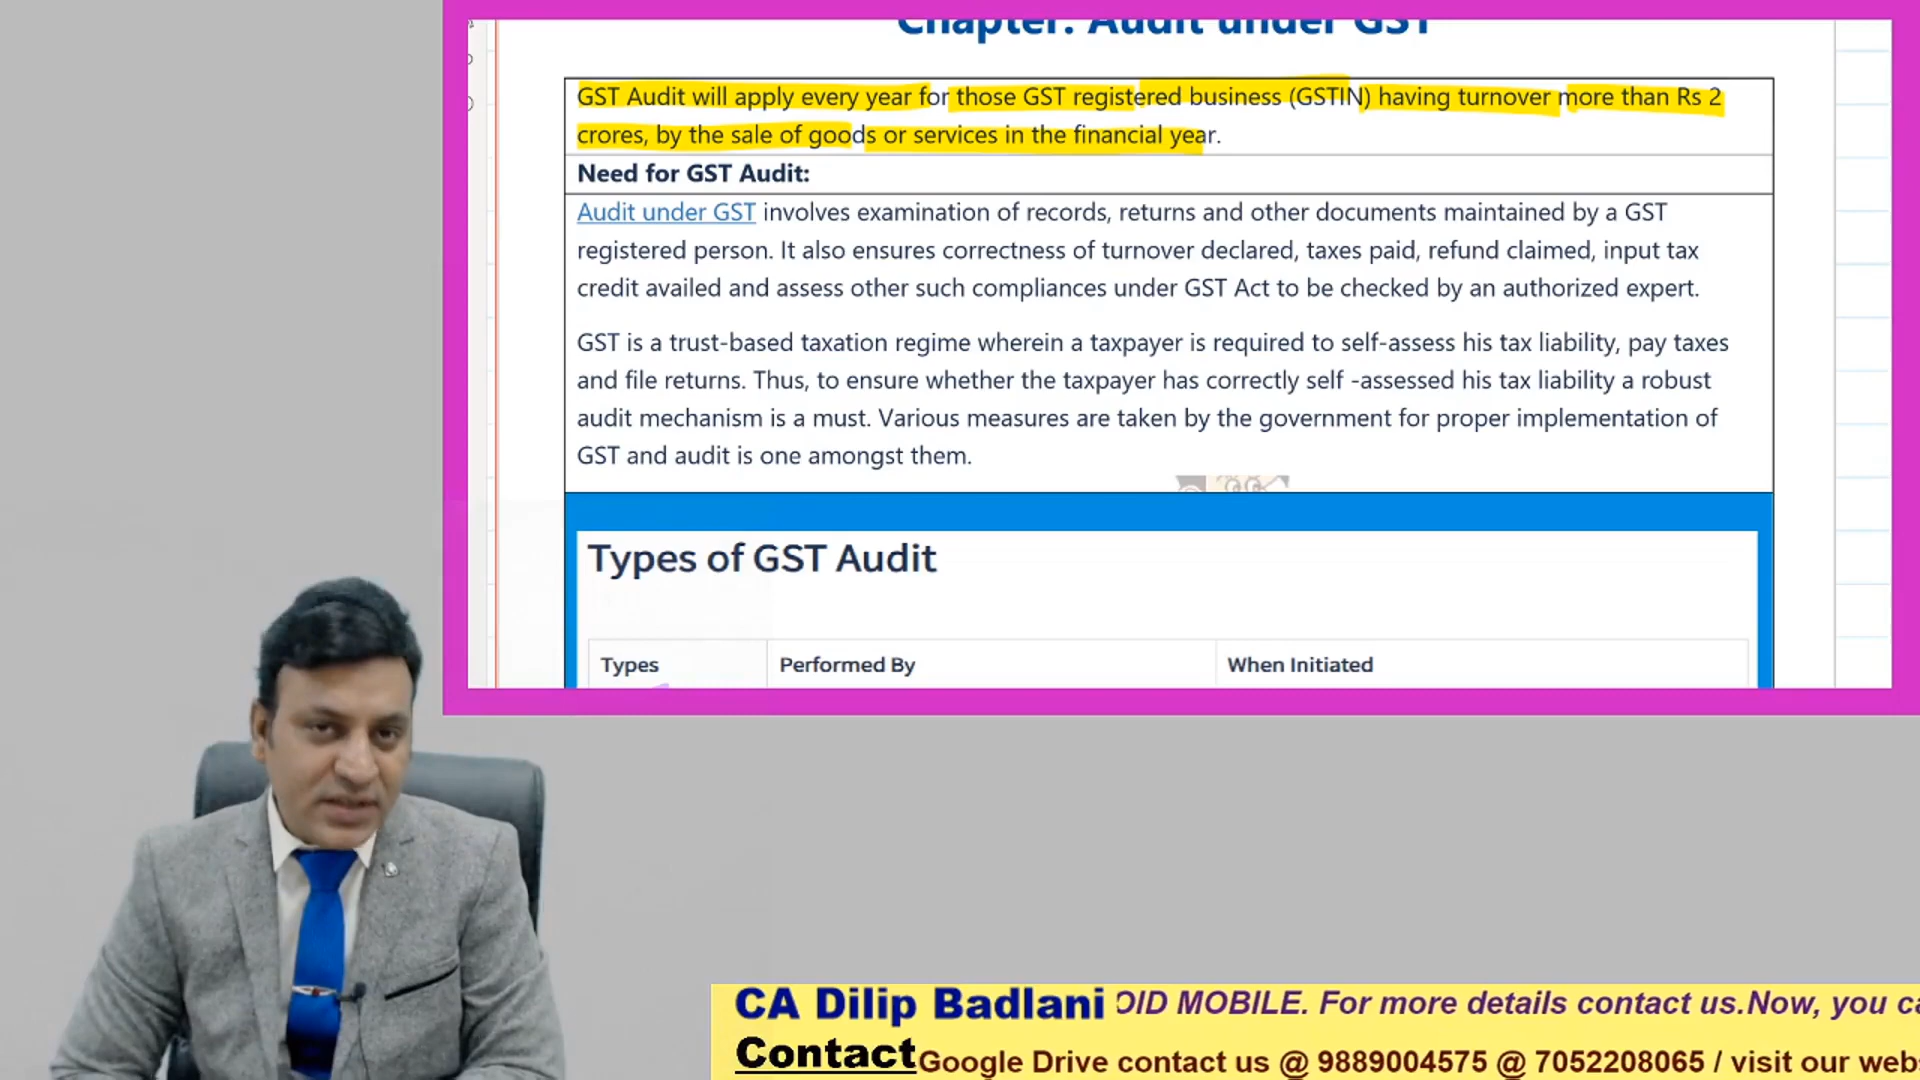 Chapter: Audit under GST
GST Audit will apply every year for those GST registered business (GSTIN) having turnover more than Rs 2
crores, by the sale of goods or services in the financial year.
Need for GST Audit:
Audit under GST involves examination of records, returns and other documents maintained by a GST
registered person. It also ensures correctness of turnover declared, taxes paid, refund claimed, input tax
credit availed and assess other such compliances under GST Act to be checked by an authorized expert.
GST is a trust-based taxation regime wherein a taxpayer is required to self-assess his tax liability, pay taxes
and file returns. Thus, to ensure whether the taxpayer has correctly self -assessed his tax liability a robust
audit mechanism is a must. Various measures are taken by the government for proper implementation of
GST and audit is one amongst them.
Types of GST Audit
Types Performed By When Initiated
CA Dilip Badlani OID MOBILE. For more details contact us.Now, you ca
Contact Google Drive contact us @ 9889004575 @ 7052208065 / visit our web